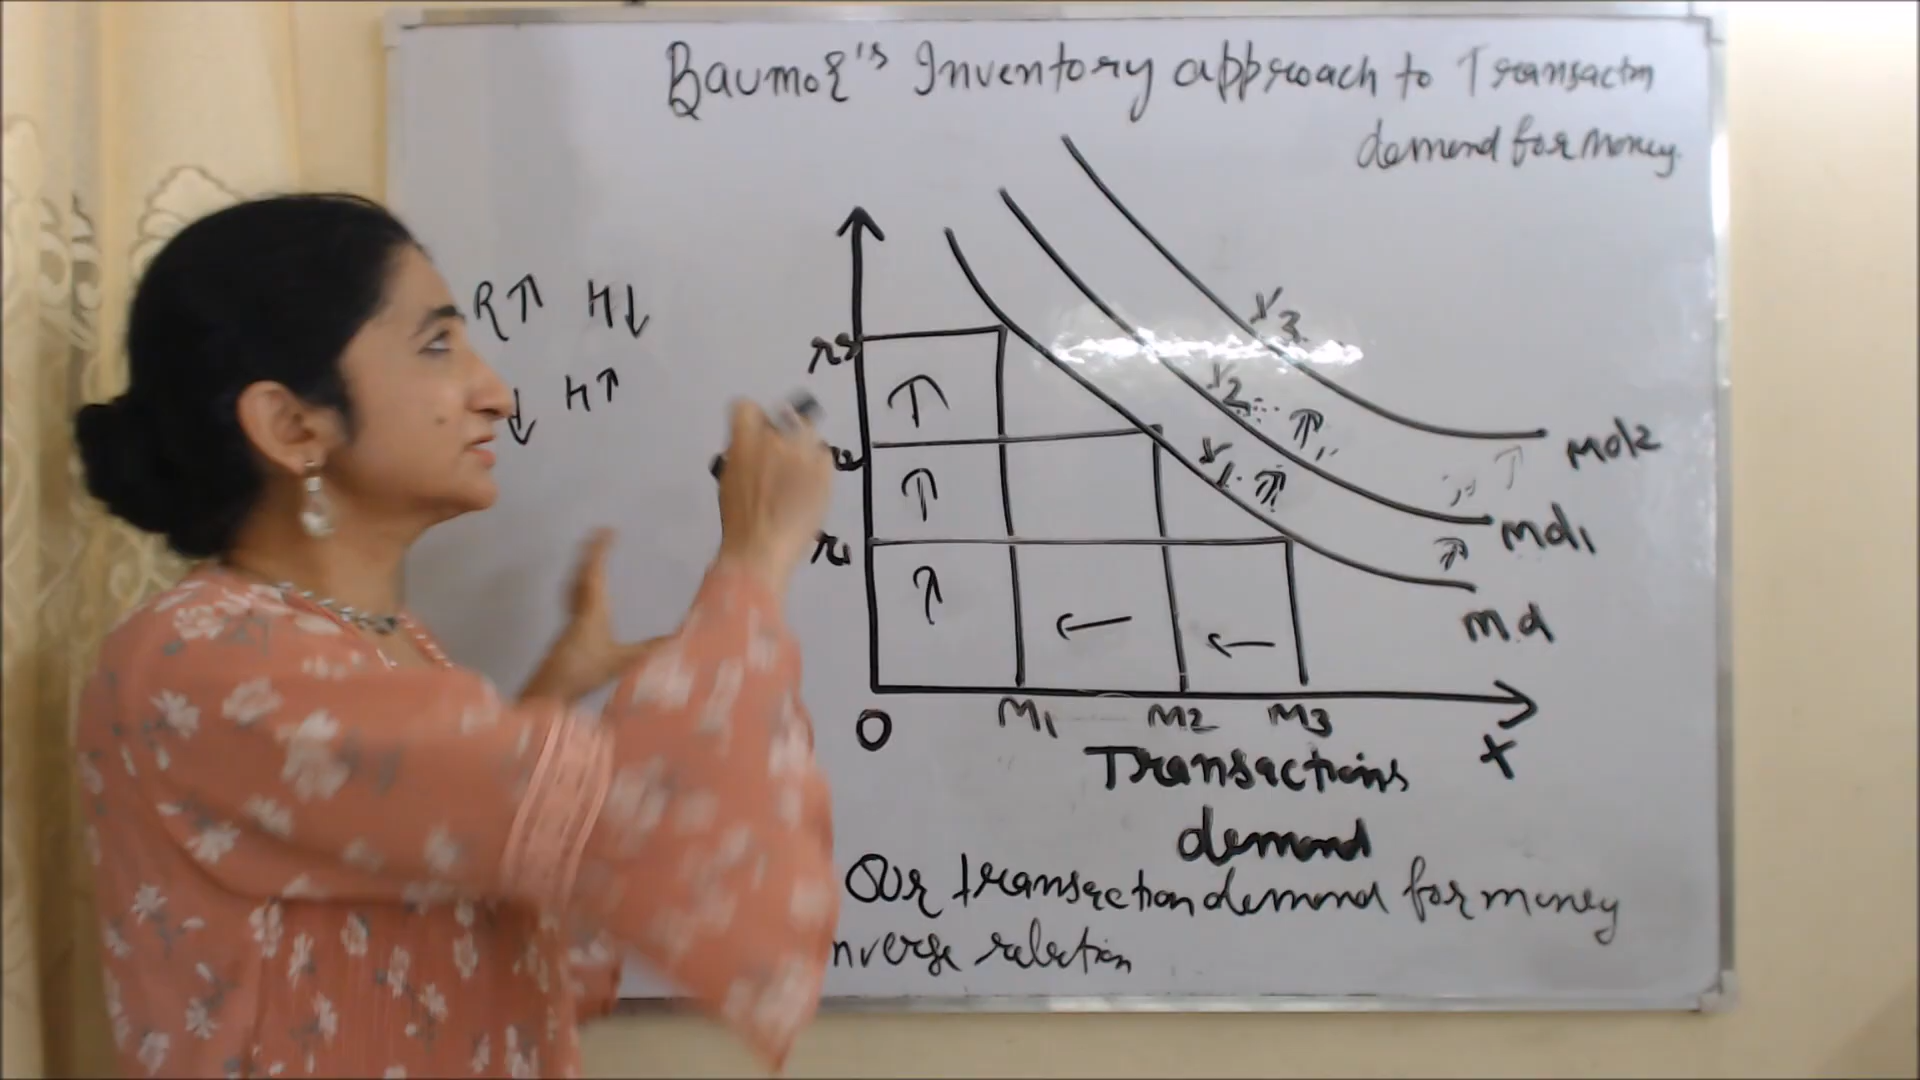 Baumol's Inventory approach to Transactn
demand for money.
R↑ M↓
↓ M↑
r3
r1
Y3
Y2
Y1
Md2
Md1
Md
O
M1 M2 M3
X
Transactions
demand
Our transaction demand for money
nverse relation